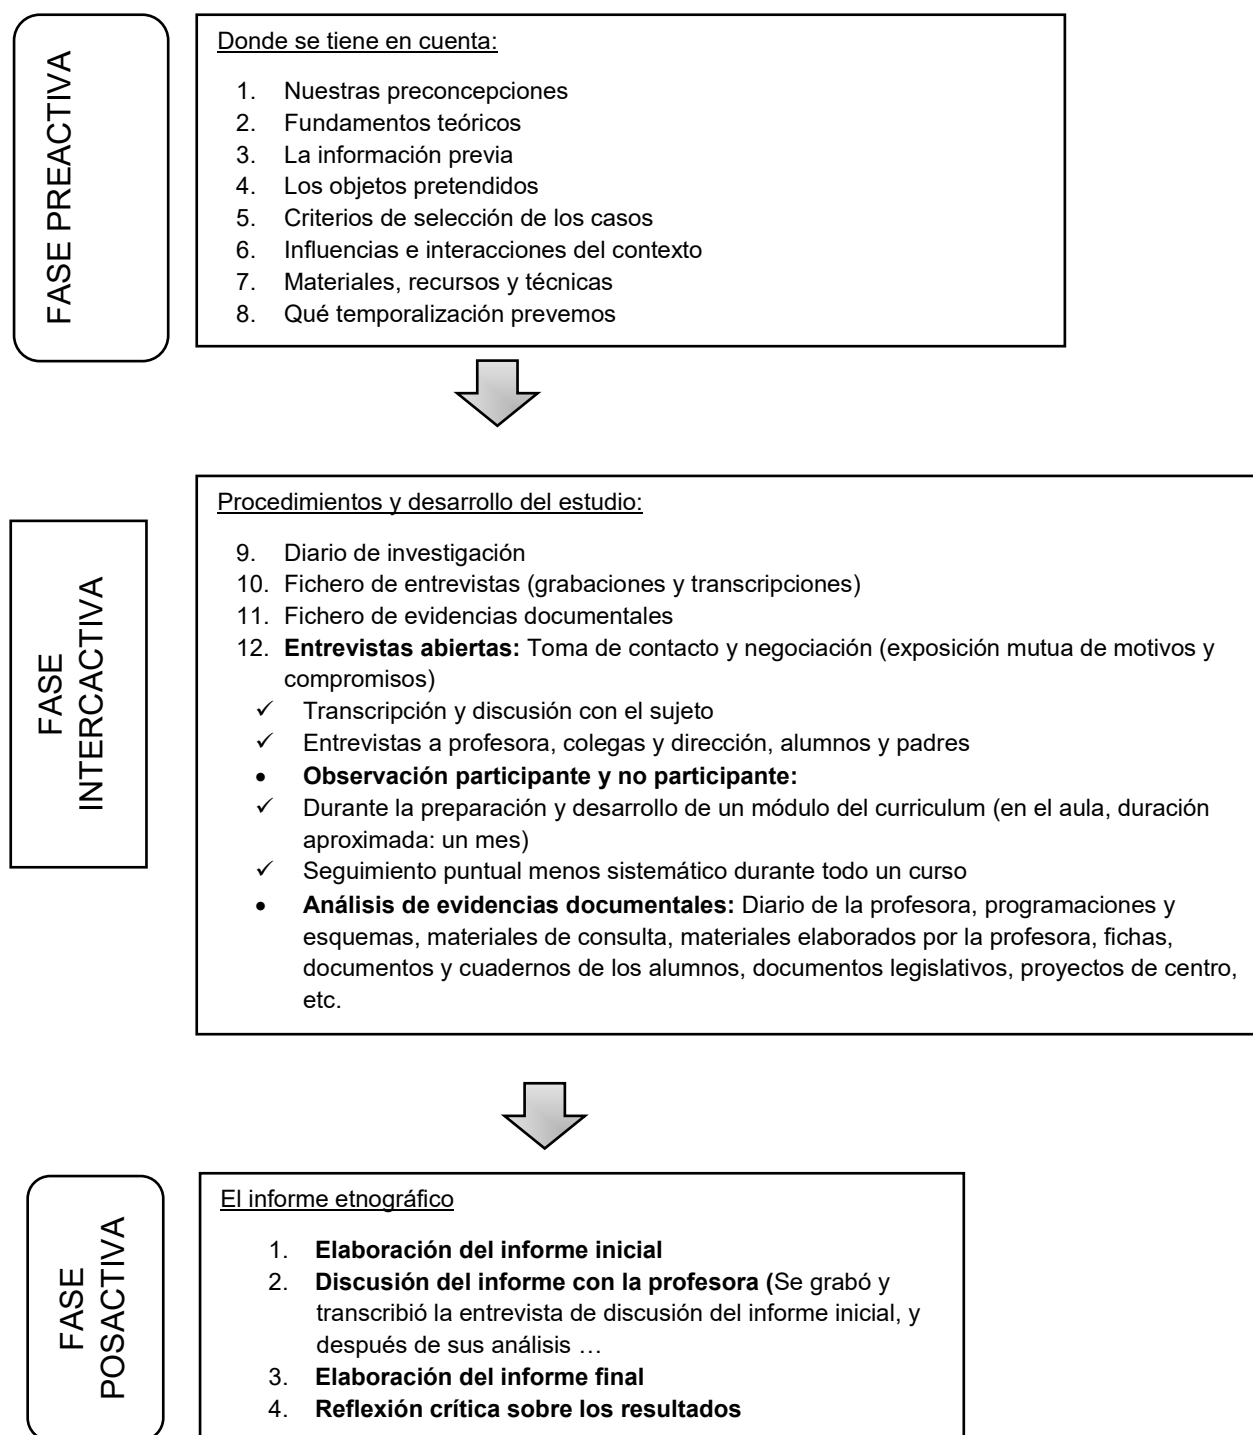 FASE PREACTIVA
Donde se tiene en cuenta:
1. Nuestras preconcepciones
2. Fundamentos teóricos
3. La información previa
4. Los objetos pretendidos
5. Criterios de selección de los casos
6. Influencias e interacciones del contexto
7. Materiales, recursos y técnicas
8. Qué temporalización prevemos
FASE
INTERCACTIVA
Procedimientos y desarrollo del estudio:
9. Diario de investigación
10. Fichero de entrevistas (grabaciones y transcripciones)
11. Fichero de evidencias documentales
12. Entrevistas abiertas: Toma de contacto y negociación (exposición mutua de motivos y
compromisos)
✓ Transcripción y discusión con el sujeto
✓ Entrevistas a profesora, colegas y dirección, alumnos y padres
• Observación participante y no participante:
✓ Durante la preparación y desarrollo de un módulo del curriculum (en el aula, duración
aproximada: un mes)
✓ Seguimiento puntual menos sistemático durante todo un curso
• Análisis de evidencias documentales: Diario de la profesora, programaciones y
esquemas, materiales de consulta, materiales elaborados por la profesora, fichas,
documentos y cuadernos de los alumnos, documentos legislativos, proyectos de centro,
etc.
FASE
POSACTIVA
El informe etnográfico
1. Elaboración del informe inicial
2. Discusión del informe con la profesora (Se grabó y
transcribió la entrevista de discusión del informe inicial, y
después de sus análisis …
3. Elaboración del informe final
4. Reflexión crítica sobre los resultados